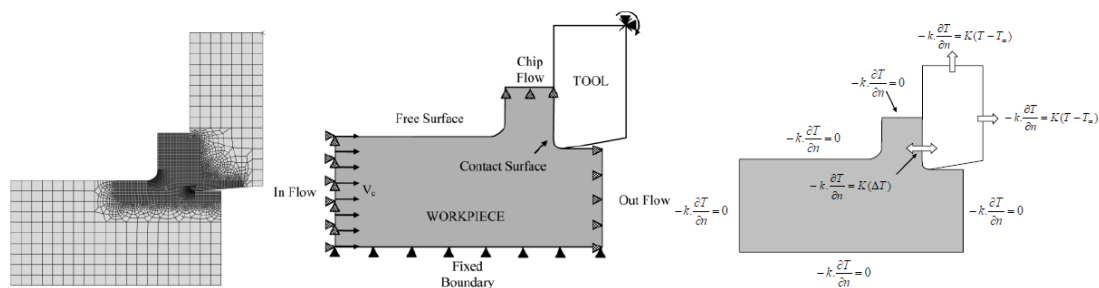 Chip
Flow
TOOL
Free Surface
Contact Surface
In Flow
V_c
WORKPIECE
Out Flow
Fixed
Boundary
-k.∂T/∂n = K(T-T_∞)
-k.∂T/∂n = 0
-k.∂T/∂n = K(T-T_∞)
-k.∂T/∂n = 0
-k.∂T/∂n = K(ΔT)
-k.∂T/∂n = 0
-k.∂T/∂n = 0
-k.∂T/∂n = 0